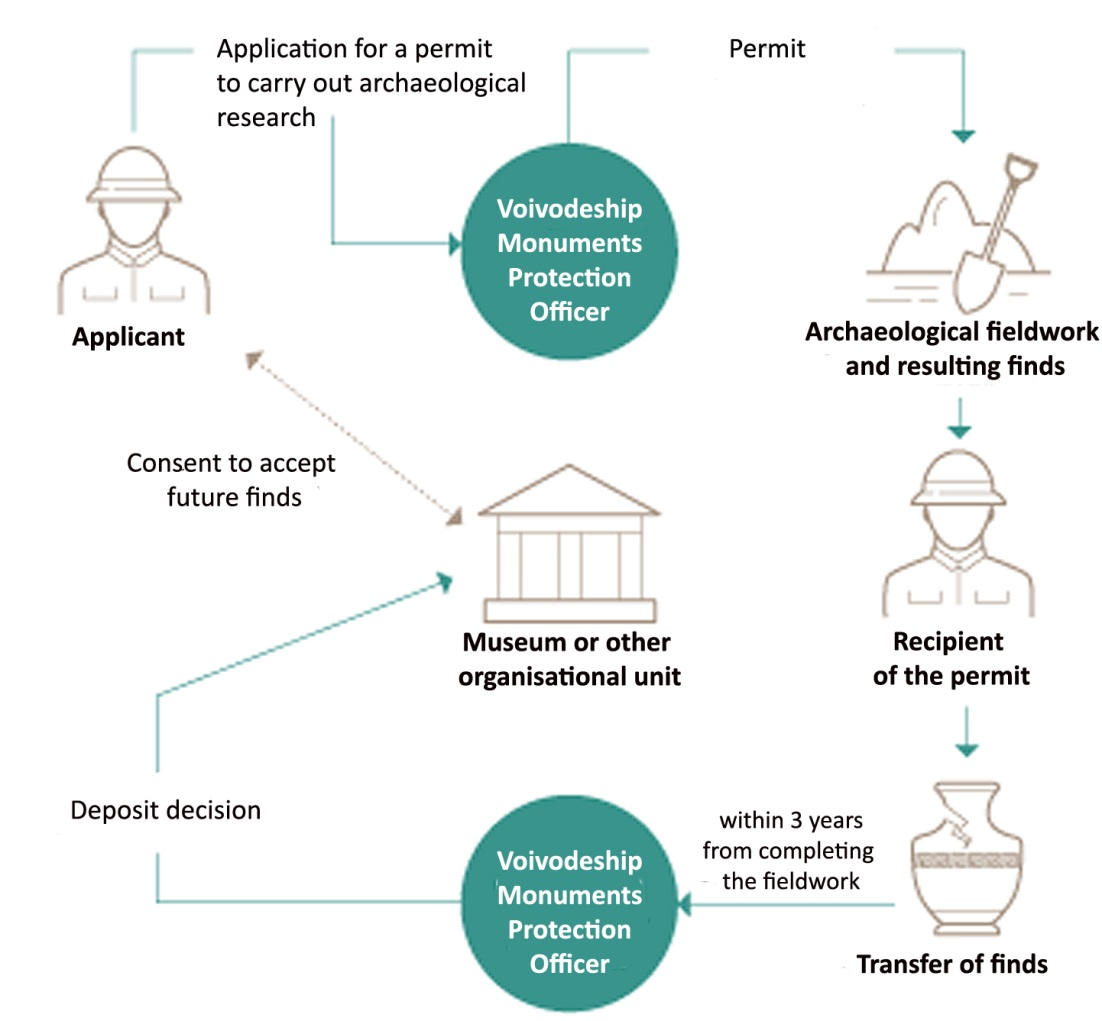 Application for a permit
to carry out archaeological
research
Permit
Voivodeship
Monuments
Protection
Officer
Applicant
Archaeological fieldwork
and resulting finds
Consent to accept
future finds
Museum or other
organisational unit
Recipient
of the permit
Deposit decision
Voivodeship
Monuments
Protection
Officer
within 3 years
from completing
the fieldwork
Transfer of finds